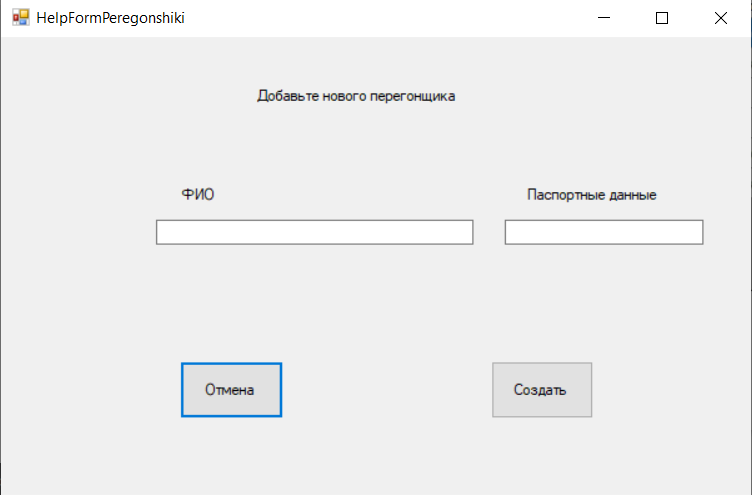 HelpFormPeregonshiki
Добавьте нового перегонщика
ФИО
Паспортные данные
Отмена
Создать